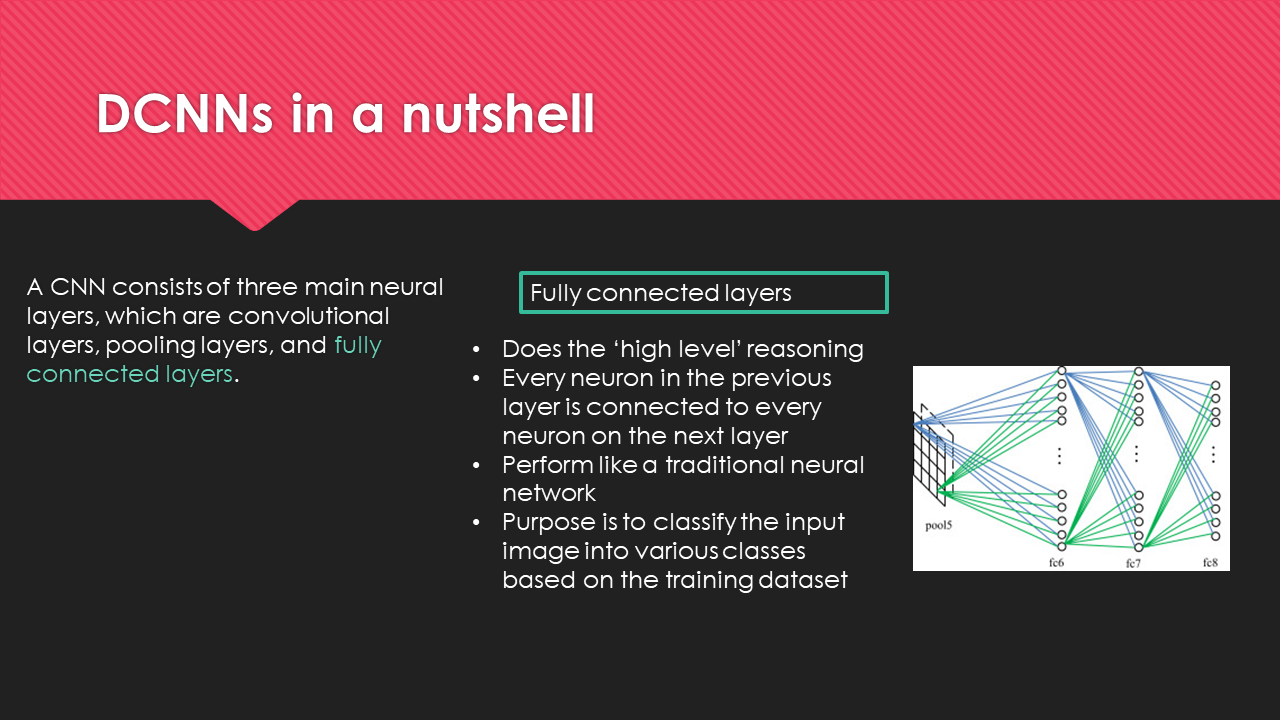 DCNNs in a nutshell
A CNN consists of three main neural
layers, which are convolutional
layers, pooling layers, and fully
connected layers.
Fully connected layers
• Does the ‘high level’ reasoning
• Every neuron in the previous
layer is connected to every
neuron on the next layer
• Perform like a traditional neural
network
• Purpose is to classify the input
image into various classes
based on the training dataset
pool5
fc6
fc7
fc8